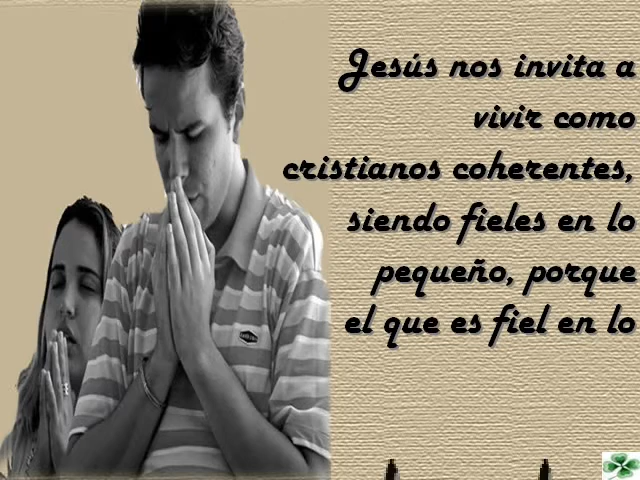 Jesús nos invita a
vivir como
cristianos coherentes,
siendo fieles en lo
pequeño, porque
el que es fiel en lo